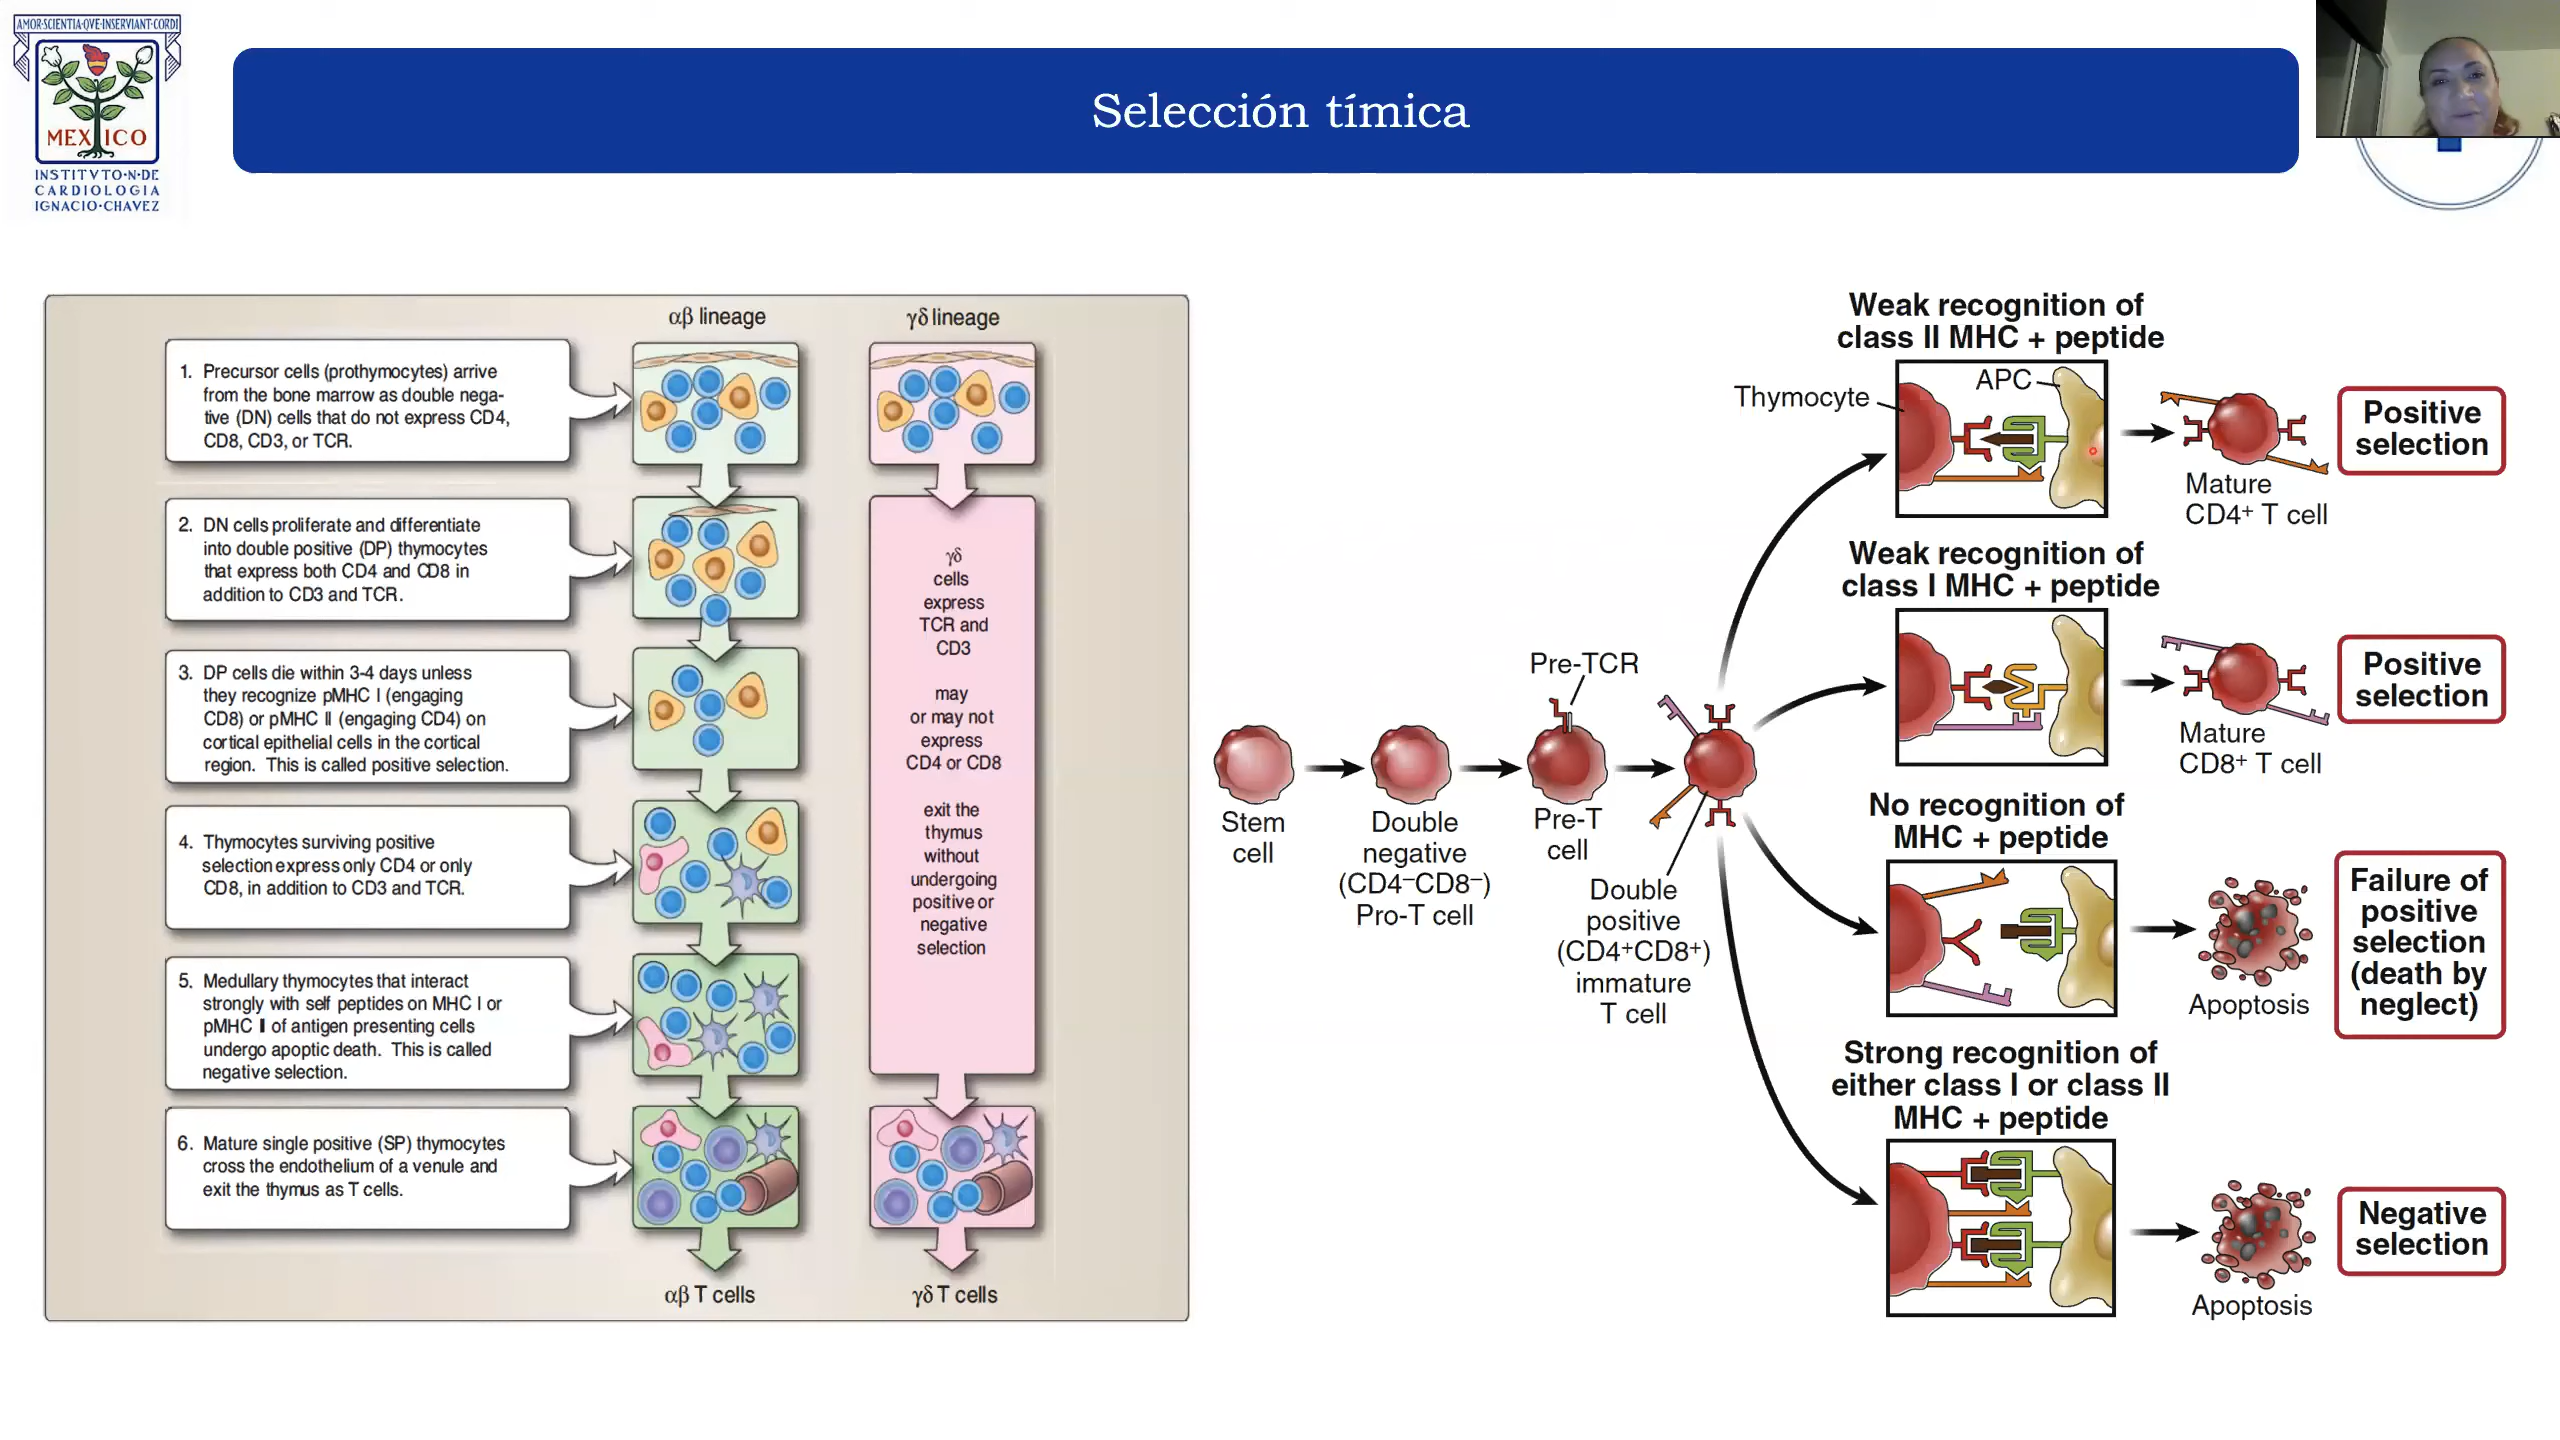 AMOR·SCIENTIA·QVE·INSERVIANT·CORDI
MEXICO
INSTITVTO·N·DE
CARDIOLOGIA
IGNACIO·CHAVEZ
Selección tímica
αβ lineage
γδ lineage
1. Precursor cells (prothymocytes) arrive
from the bone marrow as double nega-
tive (DN) cells that do not express CD4,
CD8, CD3, or TCR.
2. DN cells proliferate and differentiate
into double positive (DP) thymocytes
that express both CD4 and CD8 in
addition to CD3 and TCR.
3. DP cells die within 3-4 days unless
they recognize pMHC I (engaging
CD8) or pMHC II (engaging CD4) on
cortical epithelial cells in the cortical
region. This is called positive selection.
4. Thymocytes surviving positive
selection express only CD4 or only
CD8, in addition to CD3 and TCR.
5. Medullary thymocytes that interact
strongly with self peptides on MHC I or
pMHC II of antigen presenting cells
undergo apoptic death. This is called
negative selection.
6. Mature single positive (SP) thymocytes
cross the endothelium of a venule and
exit the thymus as T cells.
γδ
cells
express
TCR and
CD3
may
or may not
express
CD4 or CD8
exit the
thymus
without
undergoing
positive or
negative
selection
αβ T cells
γδ T cells
Stem
cell
Double
negative
(CD4⁻CD8⁻)
Pro-T cell
Pre-TCR
Pre-T
cell
Double
positive
(CD4⁺CD8⁺)
immature
T cell
Weak recognition of
class II MHC + peptide
Thymocyte
APC
Mature
CD4⁺ T cell
Positive
selection
Weak recognition of
class I MHC + peptide
Mature
CD8⁺ T cell
Positive
selection
No recognition of
MHC + peptide
Apoptosis
Failure of
positive
selection
(death by
neglect)
Strong recognition of
either class I or class II
MHC + peptide
Apoptosis
Negative
selection